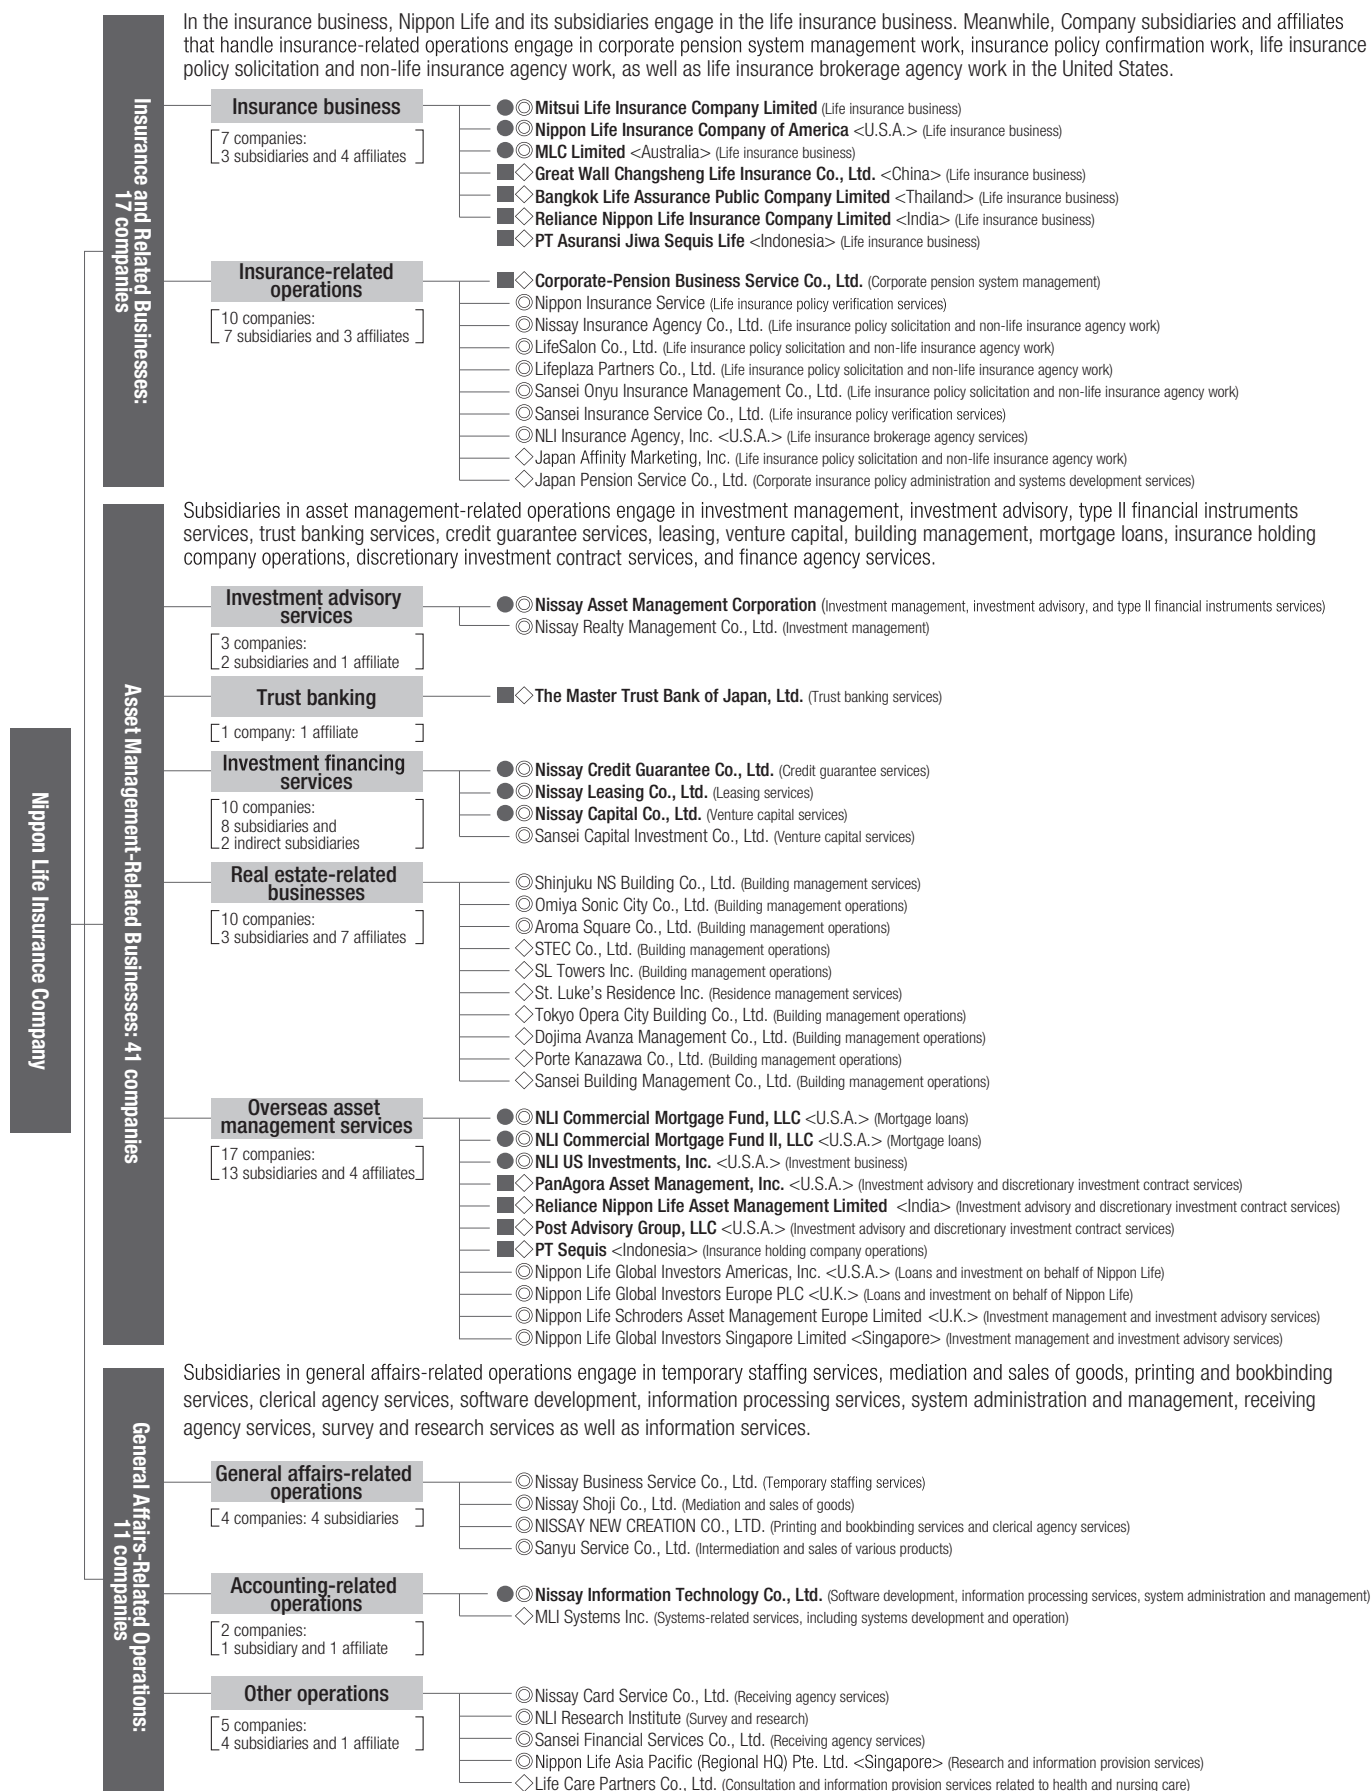 In the insurance business, Nippon Life and its subsidiaries engage in the life insurance business. Meanwhile, Company subsidiaries and affiliates
that handle insurance-related operations engage in corporate pension system management work, insurance policy confirmation work, life insurance
policy solicitation and non-life insurance agency work, as well as life insurance brokerage agency work in the United States.
Nippon Life Insurance Company
Insurance and Related Businesses:
17 companies
Insurance business
7 companies:
3 subsidiaries and 4 affiliates
●◎Mitsui Life Insurance Company Limited (Life insurance business)
●◎Nippon Life Insurance Company of America <U.S.A.> (Life insurance business)
●◎MLC Limited <Australia> (Life insurance business)
■◇Great Wall Changsheng Life Insurance Co., Ltd. <China> (Life insurance business)
■◇Bangkok Life Assurance Public Company Limited <Thailand> (Life insurance business)
■◇Reliance Nippon Life Insurance Company Limited <India> (Life insurance business)
■◇PT Asuransi Jiwa Sequis Life <Indonesia> (Life insurance business)
Insurance-related
operations
10 companies:
7 subsidiaries and 3 affiliates
■◇Corporate-Pension Business Service Co., Ltd. (Corporate pension system management)
◎Nippon Insurance Service (Life insurance policy verification services)
◎Nissay Insurance Agency Co., Ltd. (Life insurance policy solicitation and non-life insurance agency work)
◎LifeSalon Co., Ltd. (Life insurance policy solicitation and non-life insurance agency work)
◎Lifeplaza Partners Co., Ltd. (Life insurance policy solicitation and non-life insurance agency work)
◎Sansei Onyu Insurance Management Co., Ltd. (Life insurance policy solicitation and non-life insurance agency work)
◎Sansei Insurance Service Co., Ltd. (Life insurance policy verification services)
◎NLI Insurance Agency, Inc. <U.S.A.> (Life insurance brokerage agency services)
◇Japan Affinity Marketing, Inc. (Life insurance policy solicitation and non-life insurance agency work)
◇Japan Pension Service Co., Ltd. (Corporate insurance policy administration and systems development services)
Asset Management-Related Businesses: 41 companies
Subsidiaries in asset management-related operations engage in investment management, investment advisory, type II financial instruments
services, trust banking services, credit guarantee services, leasing, venture capital, building management, mortgage loans, insurance holding
company operations, discretionary investment contract services, and finance agency services.
Investment advisory
services
3 companies:
2 subsidiaries and 1 affiliate
●◎Nissay Asset Management Corporation (Investment management, investment advisory, and type II financial instruments services)
◎Nissay Realty Management Co., Ltd. (Investment management)
Trust banking
1 company: 1 affiliate
■◇The Master Trust Bank of Japan, Ltd. (Trust banking services)
Investment financing
services
10 companies:
8 subsidiaries and
2 indirect subsidiaries
●◎Nissay Credit Guarantee Co., Ltd. (Credit guarantee services)
●◎Nissay Leasing Co., Ltd. (Leasing services)
●◎Nissay Capital Co., Ltd. (Venture capital services)
◎Sansei Capital Investment Co., Ltd. (Venture capital services)
Real estate-related
businesses
10 companies:
3 subsidiaries and 7 affiliates
◎Shinjuku NS Building Co., Ltd. (Building management services)
◎Omiya Sonic City Co., Ltd. (Building management operations)
◎Aroma Square Co., Ltd. (Building management operations)
◇STEC Co., Ltd. (Building management operations)
◇SL Towers Inc. (Building management operations)
◇St. Luke's Residence Inc. (Residence management services)
◇Tokyo Opera City Building Co., Ltd. (Building management operations)
◇Dojima Avanza Management Co., Ltd. (Building management operations)
◇Porte Kanazawa Co., Ltd. (Building management operations)
◇Sansei Building Management Co., Ltd. (Building management operations)
Overseas asset
management services
17 companies:
13 subsidiaries and 4 affiliates
●◎NLI Commercial Mortgage Fund, LLC <U.S.A.> (Mortgage loans)
●◎NLI Commercial Mortgage Fund II, LLC <U.S.A.> (Mortgage loans)
●◎NLI US Investments, Inc. <U.S.A.> (Investment business)
■◇PanAgora Asset Management, Inc. <U.S.A.> (Investment advisory and discretionary investment contract services)
■◇Reliance Nippon Life Asset Management Limited <India> (Investment advisory and discretionary investment contract services)
■◇Post Advisory Group, LLC <U.S.A.> (Investment advisory and discretionary investment contract services)
■◇PT Sequis <Indonesia> (Insurance holding company operations)
◎Nippon Life Global Investors Americas, Inc. <U.S.A.> (Loans and investment on behalf of Nippon Life)
◎Nippon Life Global Investors Europe PLC <U.K.> (Loans and investment on behalf of Nippon Life)
◎Nippon Life Schroders Asset Management Europe Limited <U.K.> (Investment management and investment advisory services)
◎Nippon Life Global Investors Singapore Limited <Singapore> (Investment management and investment advisory services)
General Affairs-Related Operations:
11 companies
Subsidiaries in general affairs-related operations engage in temporary staffing services, mediation and sales of goods, printing and bookbinding
services, clerical agency services, software development, information processing services, system administration and management, receiving
agency services, survey and research services as well as information services.
General affairs-related
operations
4 companies: 4 subsidiaries
◎Nissay Business Service Co., Ltd. (Temporary staffing services)
◎Nissay Shoji Co., Ltd. (Mediation and sales of goods)
◎NISSAY NEW CREATION CO., LTD. (Printing and bookbinding services and clerical agency services)
◎Sanyu Service Co., Ltd. (Intermediation and sales of various products)
Accounting-related
operations
2 companies:
1 subsidiary and 1 affiliate
●◎Nissay Information Technology Co., Ltd. (Software development, information processing services, system administration and management)
◇MLI Systems Inc. (Systems-related services, including systems development and operation)
Other operations
5 companies:
4 subsidiaries and 1 affiliate
◎Nissay Card Service Co., Ltd. (Receiving agency services)
◎NLI Research Institute (Survey and research)
◎Sansei Financial Services Co., Ltd. (Receiving agency services)
◎Nippon Life Asia Pacific (Regional HQ) Pte. Ltd. <Singapore> (Research and information provision services)
◇Life Care Partners Co., Ltd. (Consultation and information provision services related to health and nursing care)